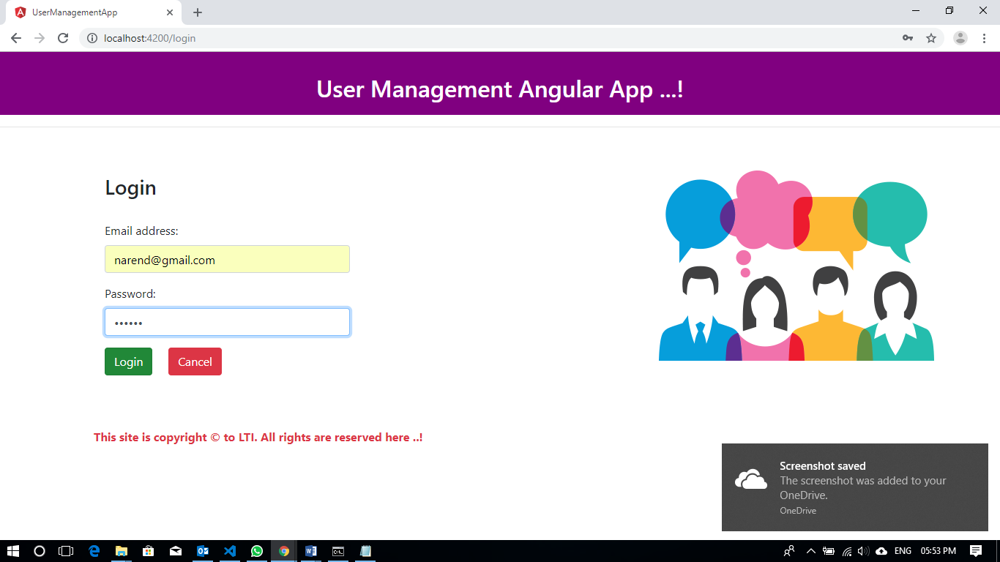 UserManagementApp
localhost:4200/login
User Management Angular App ...!
Login
Email address:
narend@gmail.com
Password:
••••••
Login Cancel
This site is copyright © to LTI. All rights are reserved here ..!
Screenshot saved
The screenshot was added to your
OneDrive.
OneDrive
ENG 05:53 PM